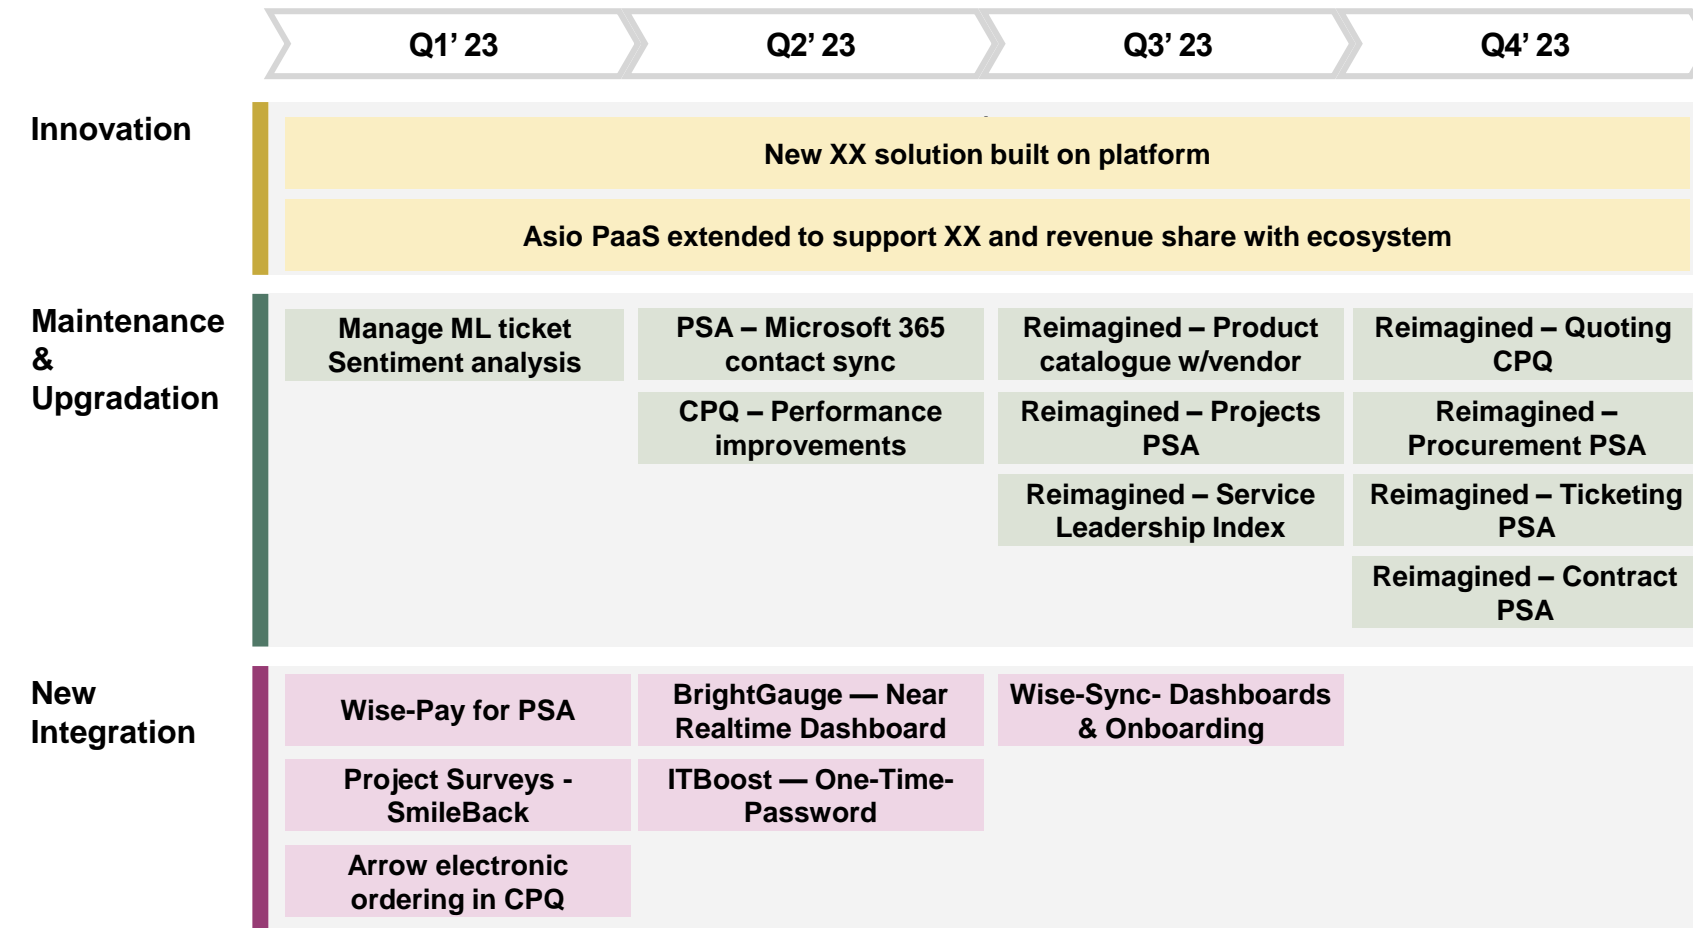 Q1’ 23
Q2’ 23
Q3’ 23
Q4’ 23
Innovation
New XX solution built on platform
Asio PaaS extended to support XX and revenue share with ecosystem
Maintenance
&
Upgradation
Manage ML ticket
Sentiment analysis
PSA – Microsoft 365
contact sync
Reimagined – Product
catalogue w/vendor
Reimagined – Quoting
CPQ
CPQ – Performance
improvements
Reimagined – Projects
PSA
Reimagined –
Procurement PSA
Reimagined – Service
Leadership Index
Reimagined – Ticketing
PSA
Reimagined – Contract
PSA
New
Integration
Wise-Pay for PSA
BrightGauge — Near
Realtime Dashboard
Wise-Sync- Dashboards
& Onboarding
Project Surveys -
SmileBack
ITBoost — One-Time-
Password
Arrow electronic
ordering in CPQ